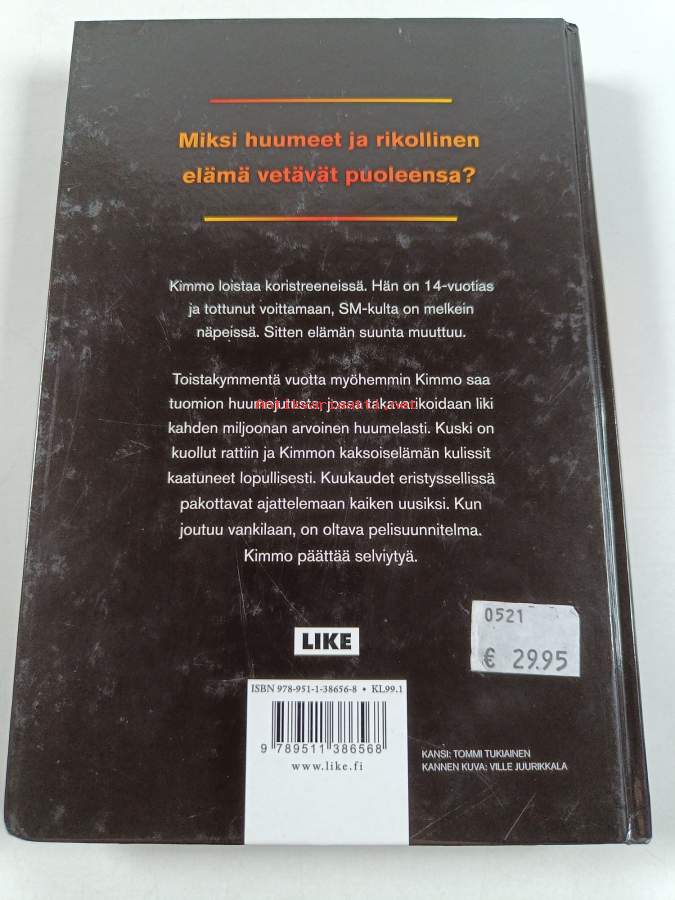 Miksi huumeet ja rikollinen
elämä vetävät puoleensa?
Kimmo loistaa koristreeneissä. Hän on 14-vuotias
ja tottunut voittamaan, SM-kulta on melkein
näpeissä. Sitten elämän suunta muuttuu.
Toistakymmentä vuotta myöhemmin Kimmo saa
tuomion huumejutusta, jossa takavarikoidaan liki
kahden miljoonan arvoinen huumelasti. Kuski on
kuollut rattiin ja Kimmon kaksoiselämän kulissit
kaatuneet lopullisesti. Kuukaudet eristyssellissä
pakottavat ajattelemaan kaiken uusiksi. Kun
joutuu vankilaan, on oltava pelisuunnitelma.
Kimmo päättää selviytyä.
LIKE
0521
€ 29.95
ISBN 978-951-1-38656-8 • KL99.1
9 789511 386568
www.like.fi
KANSI: TOMMI TUKIAINEN
KANNEN KUVA: VILLE JUURIKKALA